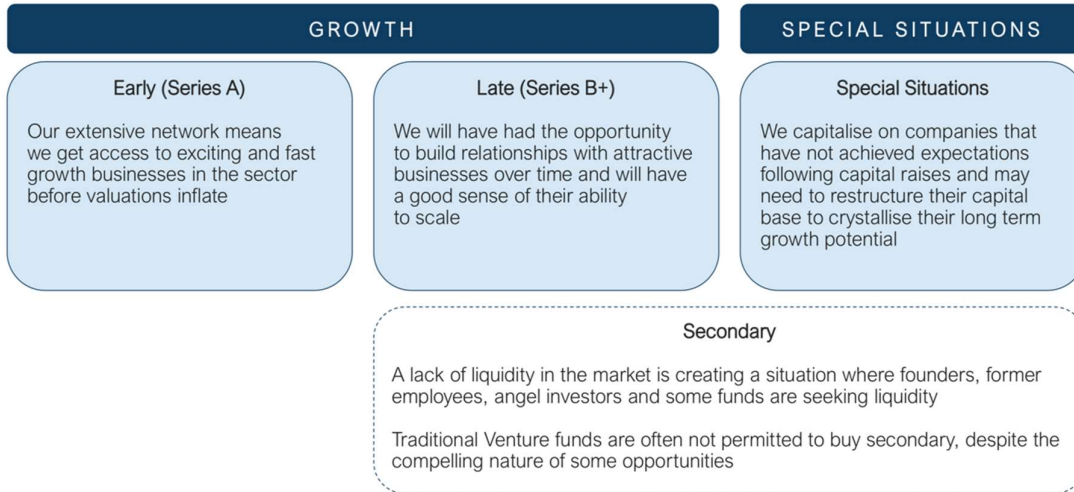 GROWTH
SPECIAL SITUATIONS
Early (Series A)
Our extensive network means
we get access to exciting and fast
growth businesses in the sector
before valuations inflate
Late (Series B+)
We will have had the opportunity
to build relationships with attractive
businesses over time and will have
a good sense of their ability
to scale
Special Situations
We capitalise on companies that
have not achieved expectations
following capital raises and may
need to restructure their capital
base to crystallise their long term
growth potential
Secondary
A lack of liquidity in the market is creating a situation where founders, former
employees, angel investors and some funds are seeking liquidity
Traditional Venture funds are often not permitted to buy secondary, despite the
compelling nature of some opportunities